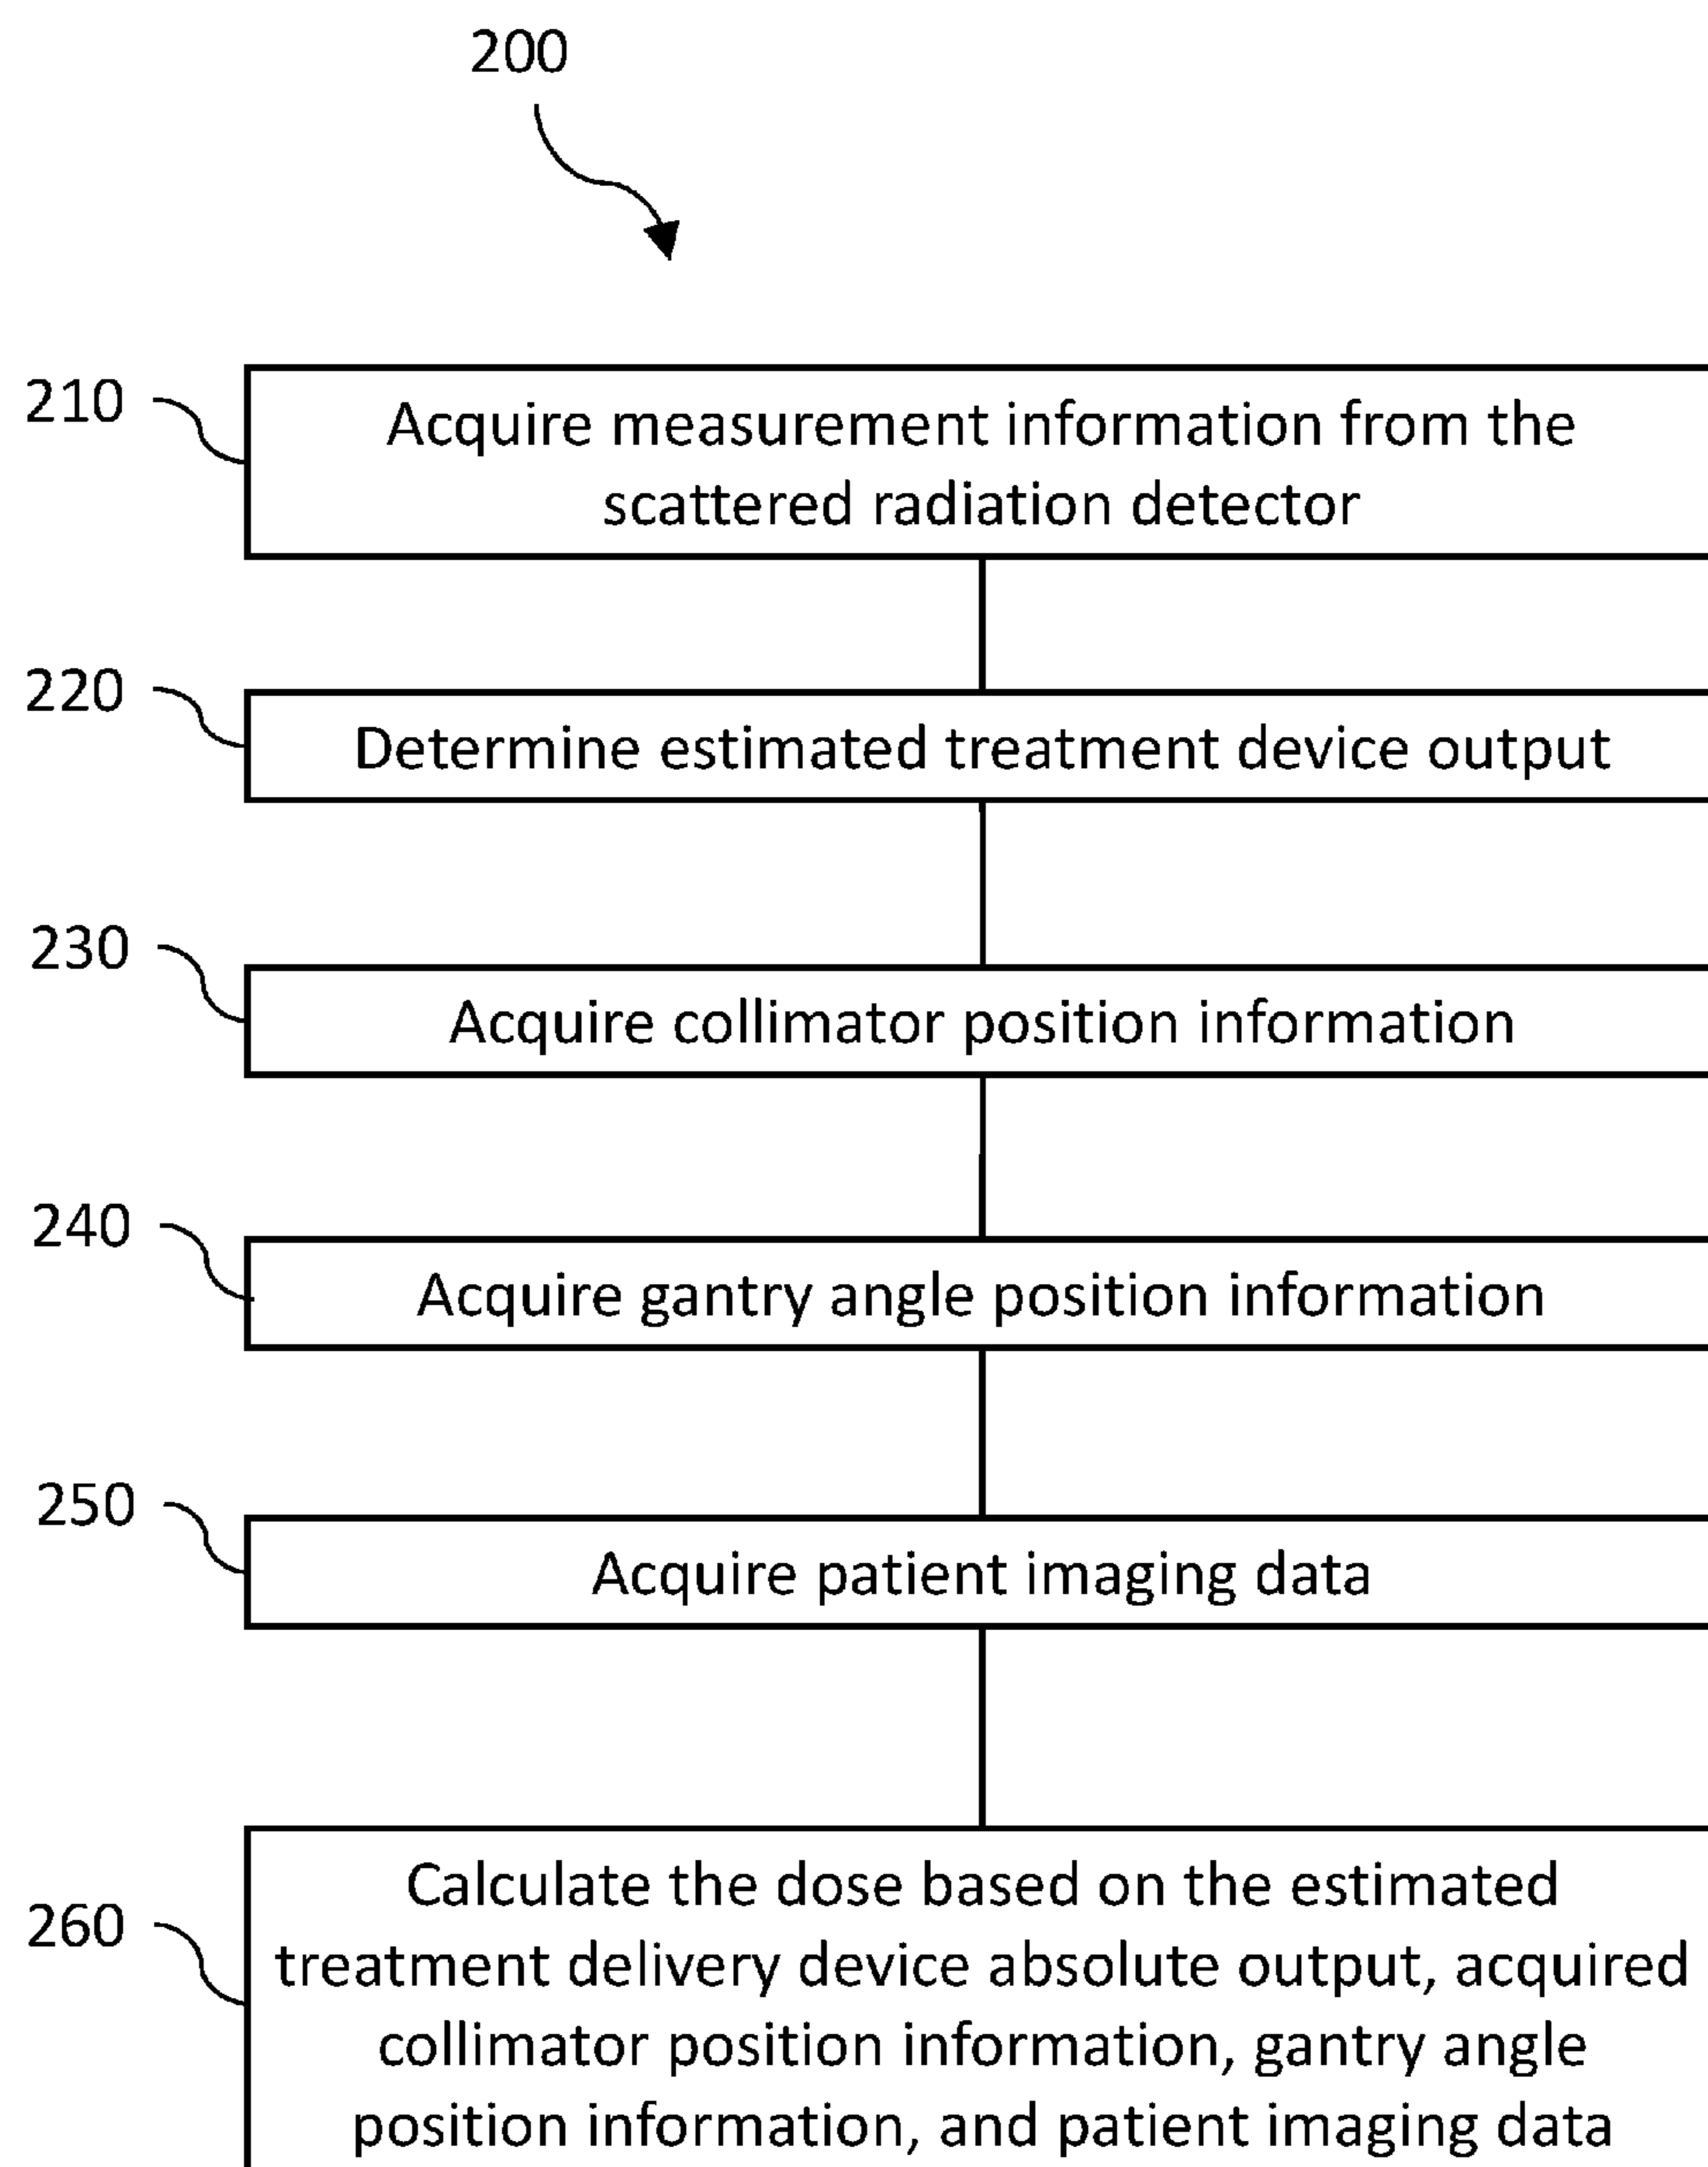 200
210
Acquire measurement information from the
scattered radiation detector
220
Determine estimated treatment device output
230
Acquire collimator position information
240
Acquire gantry angle position information
250
Acquire patient imaging data
260
Calculate the dose based on the estimated
treatment delivery device absolute output, acquired
collimator position information, gantry angle
position information, and patient imaging data